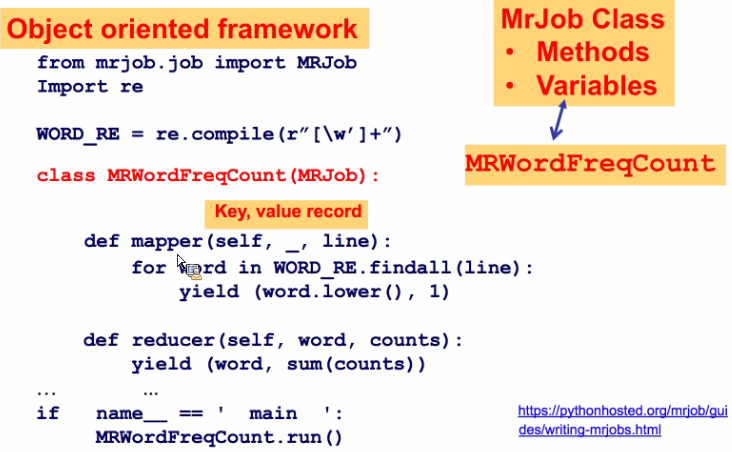 Object oriented framework
MrJob Class
• Methods
• Variables
from mrjob.job import MRJob
Import re
WORD_RE = re.compile(r”[\w’]+”)
MRWordFreqCount
class MRWordFreqCount(MRJob):
Key, value record
def mapper(self, _, line):
for word in WORD_RE.findall(line):
yield (word.lower(), 1)
def reducer(self, word, counts):
yield (word, sum(counts))
… …
if name__ == ' main ':
MRWordFreqCount.run()
https://pythonhosted.org/mrjob/gui
des/writing-mrjobs.html